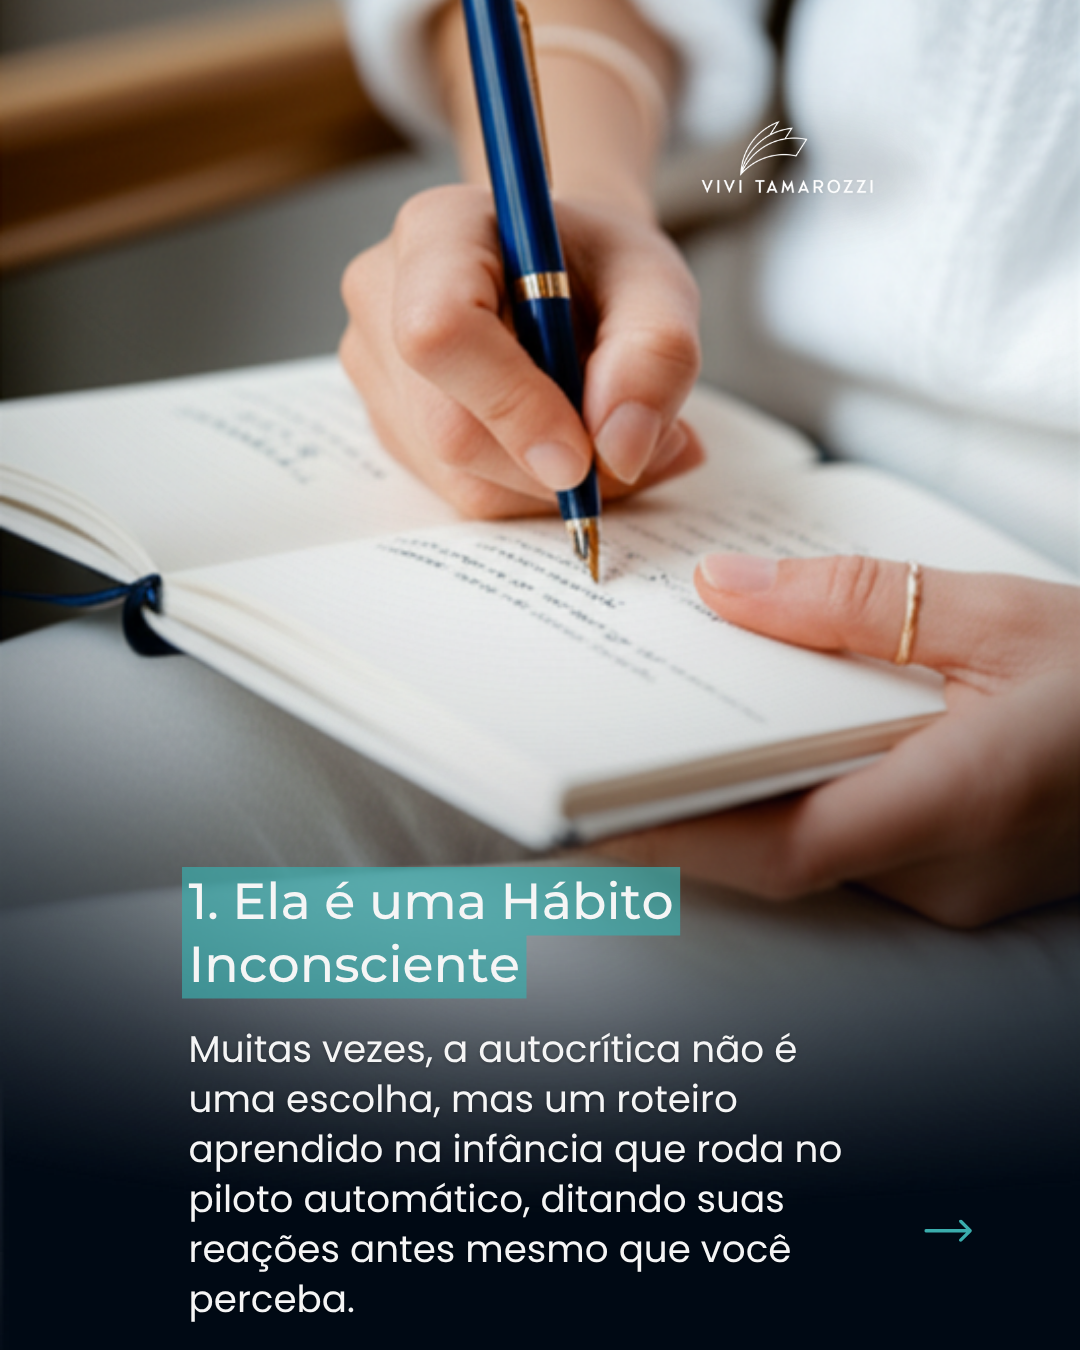 VIVI TAMAROZZI
1. Ela é uma Hábito
Inconsciente
Muitas vezes, a autocrítica não é
uma escolha, mas um roteiro
aprendido na infância que roda no
piloto automático, ditando suas
reações antes mesmo que você
perceba.